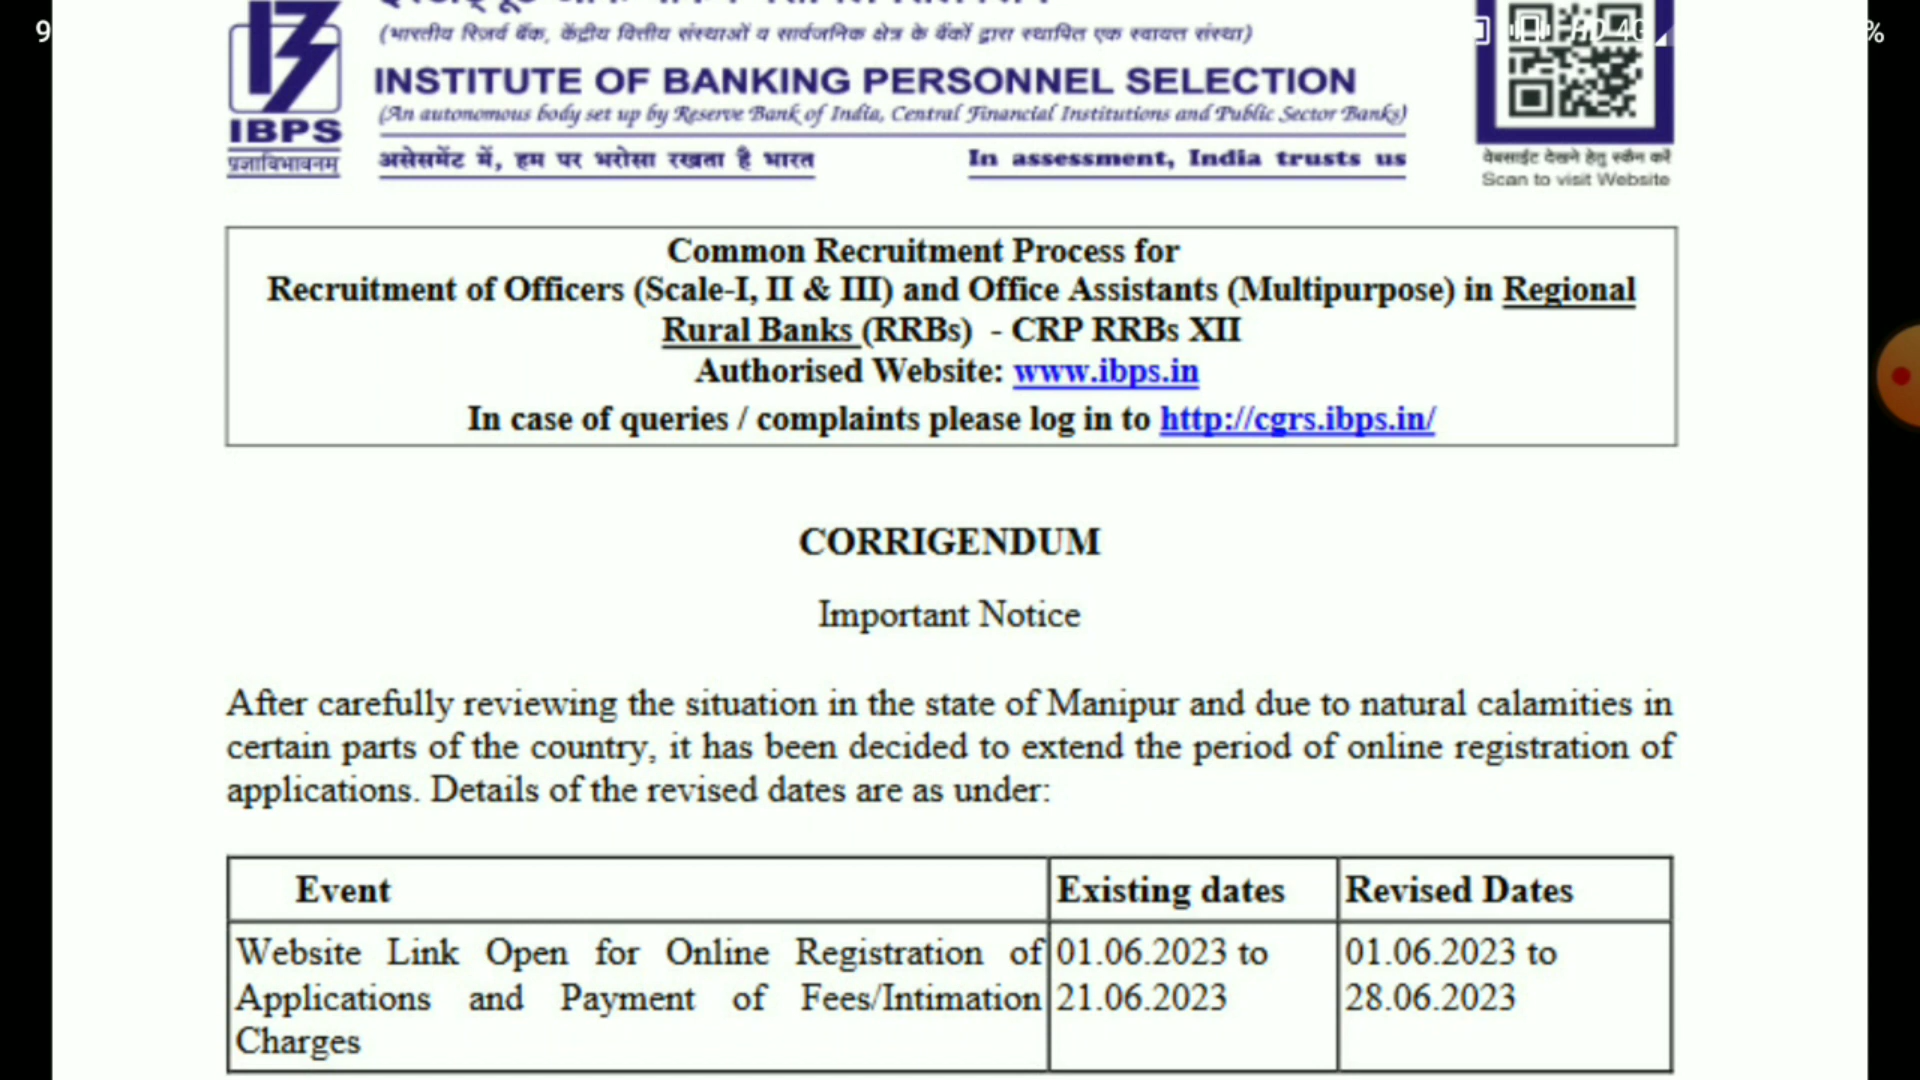 9
%
(भारतीय रिजर्व बैंक, केंद्रीय वित्तीय संस्थाओं व सार्वजनिक क्षेत्र के बैंकों द्वारा स्थापित एक स्वायत्त संस्था)
INSTITUTE OF BANKING PERSONNEL SELECTION
(An autonomous body set up by Reserve Bank of India, Central Financial Institutions and Public Sector Banks)
IBPS
प्रज्ञाविभावनम्
असेसमेंट में, हम पर भरोसा रखता है भारत
In assessment, India trusts us
वेबसाईट देखने हेतु स्कैन करें
Scan to visit Website
Common Recruitment Process for
Recruitment of Officers (Scale-I, II & III) and Office Assistants (Multipurpose) in Regional
Rural Banks (RRBs) - CRP RRBs XII
Authorised Website: www.ibps.in
In case of queries / complaints please log in to http://cgrs.ibps.in/
CORRIGENDUM
Important Notice
After carefully reviewing the situation in the state of Manipur and due to natural calamities in
certain parts of the country, it has been decided to extend the period of online registration of
applications. Details of the revised dates are as under:
Event Existing dates Revised Dates
Website Link Open for Online Registration of
Applications and Payment of Fees/Intimation
Charges
01.06.2023 to
21.06.2023
01.06.2023 to
28.06.2023